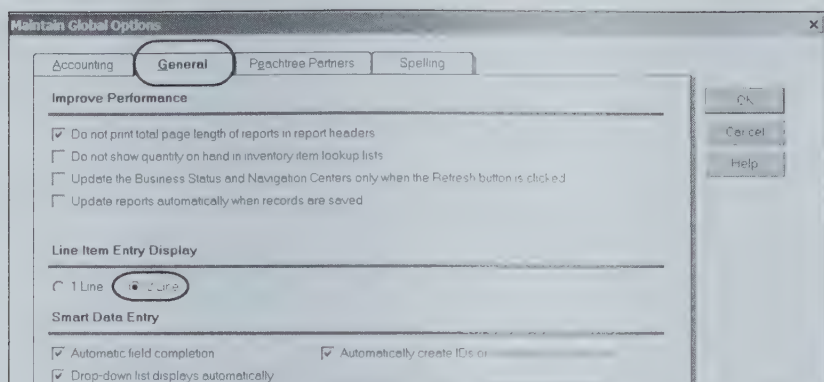 Maintain Global Options
Accounting General Peachtree Partners Spelling
Improve Performance
OK
Do not print total page length of reports in report headers
Cancel
Do not show quantity on hand in inventory item lookup lists
Help
Update the Business Status and Navigation Centers only when the Refresh button is clicked
Update reports automatically when records are saved
Line Item Entry Display
1 Line 2 Line
Smart Data Entry
Automatic field completion Automatically create IDs
Drop-down list displays automatically